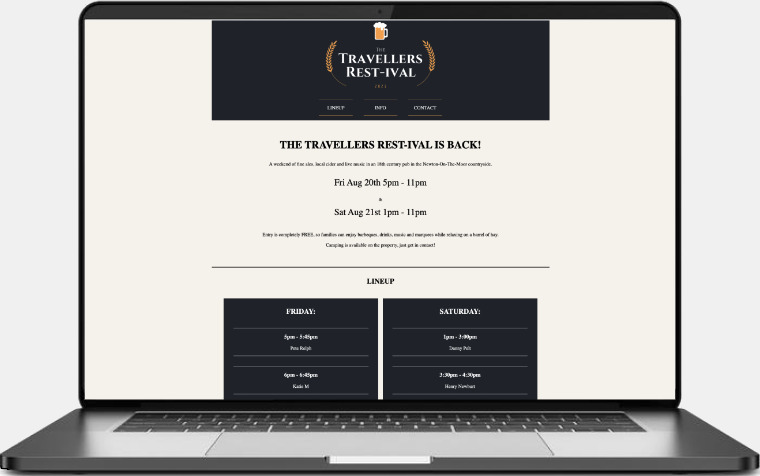 THE
TRAVELLERS
REST-IVAL
2021
LINEUP INFO CONTACT
THE TRAVELLERS REST-IVAL IS BACK!
A weekend of fine ales, local cider and live music in an 18th century pub in the Newton-On-The-Moor countryside.
Fri Aug 20th 5pm - 11pm
Sat Aug 21st 1pm - 11pm
Entry is completely FREE, so families can enjoy barbeques, drinks, music and marquees while relaxing on a barrel of hay.
Camping is available on the property, just get in contact!
LINEUP
FRIDAY:
5pm - 5:45pm
Pete Ralph
6pm - 6:45pm
Katie M
SATURDAY:
1pm - 3:00pm
Danny Pelt
3:30pm - 4:30pm
Henry Newbutt